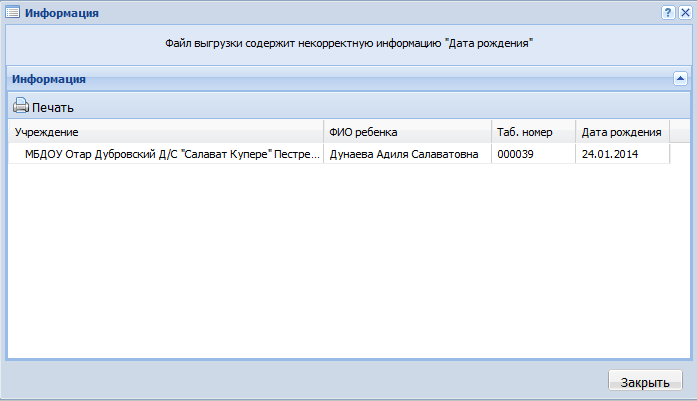 Информация
Файл выгрузки содержит некорректную информацию "Дата рождения"
Информация
Печать
Учреждение ФИО ребенка Таб. номер Дата рождения
МБДОУ Отар Дубровский Д/С "Салават Купере" Пестре... Дунаева Адиля Салаватовна 000039 24.01.2014
Закрыть